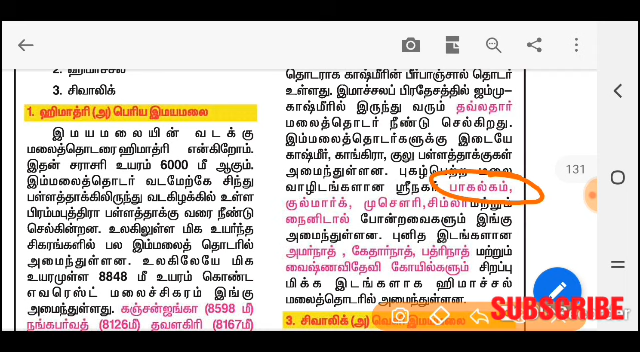 2. ஹிமாச்சல்
3. சிவாலிக்
1. ஹிமாத்ரி (அ) பெரிய இமயமலை
இமயமலையின் வடக்கு
மலைத்தொடரை ஹிமாத்ரி என்கிறோம்.
இதன் சராசரி உயரம் 6000 மீ ஆகும்.
இம்மலைத்தொடர் வடமேற்கே சிந்து
பள்ளத்தாக்கிலிருந்து வடகிழக்கில் உள்ள
பிரம்மபுத்திரா பள்ளத்தாக்கு வரை நீண்டு
செல்கின்றன. உலகிலுள்ள மிக உயர்ந்த
சிகரங்களில் பல இம்மலைத் தொடரில்
அமைந்துள்ளன. உலகிலேயே மிக
உயரமுள்ள 8848 மீ உயரம் கொண்ட
எவரெஸ்ட் மலைச்சிகரம் இங்கு
அமைந்துள்ளது. கஞ்சன்ஜங்கா (8598 மீ)
நங்கபர்வத் (8126மீ) தவளகிரி (8167மீ)
தொடராக காஷ்மீரின் பீர்பாஞ்சால் தொடர்
உள்ளது. இமாச்சலப் பிரதேசத்தில் ஜம்மு-
காஷ்மீரில் இருந்து வரும் தவ்லதார்
மலைத்தொடர் நீண்டு செல்கிறது.
இம்மலைத்தொடர்களுக்கு இடையே
காஷ்மீர், காங்கிரா, குலு பள்ளத்தாக்குகள்
அமைந்துள்ளன. புகழ்பெற்ற மலை
வாழிடங்களான ஸ்ரீநகர் பாகல்கம்,
குல்மார்க், முசௌரி, சிம்லா மற்றும்
நைனிடால் போன்றவைகளும் இங்கு
அமைந்துள்ளன. புனித இடங்களான
அமர்நாத் , கேதார்நாத், பத்ரிநாத் மற்றும்
வைஷ்ணவிதேவி கோயில்களும் சிறப்பு
மிக்க இடங்களாக ஹிமாச்சல்
மலைத்தொடரில் அமைந்துள்ளன.
3. சிவாலிக் (அ) வெளி இமயமலை
131
SUBSCRIBE